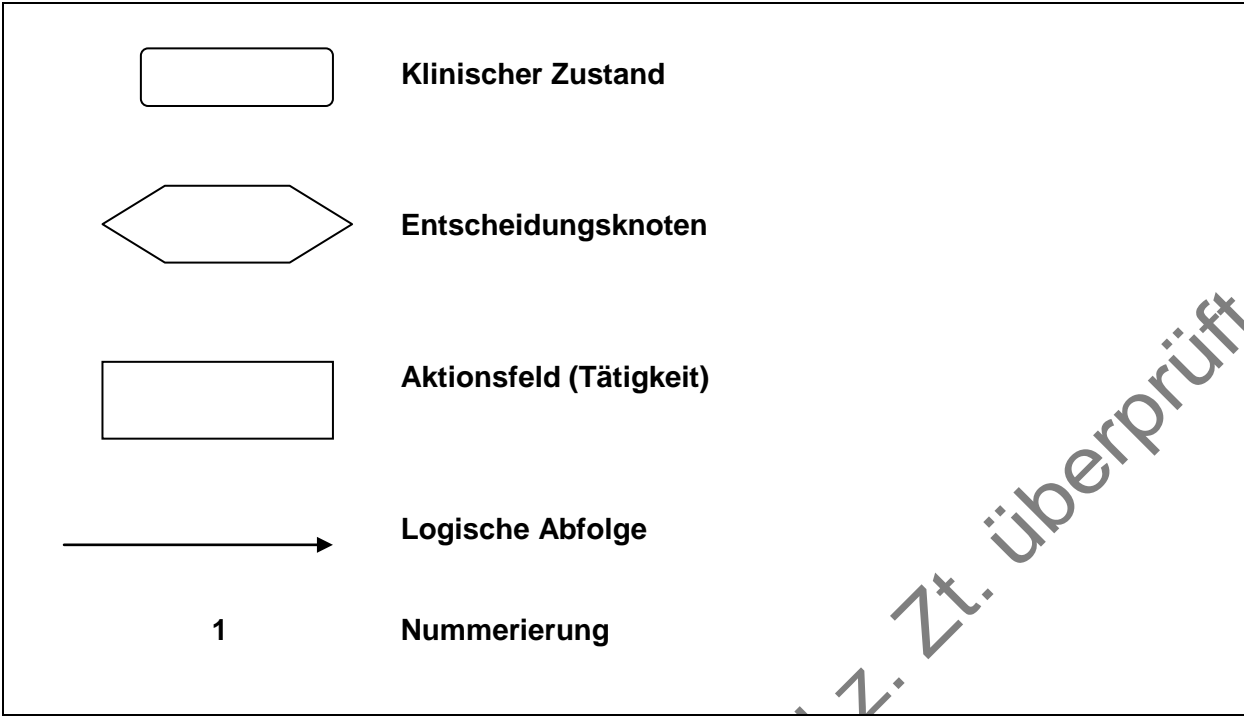 Klinischer Zustand
Entscheidungsknoten
Aktionsfeld (Tätigkeit)
Logische Abfolge
1 Nummerierung
z. Zt. überprüft